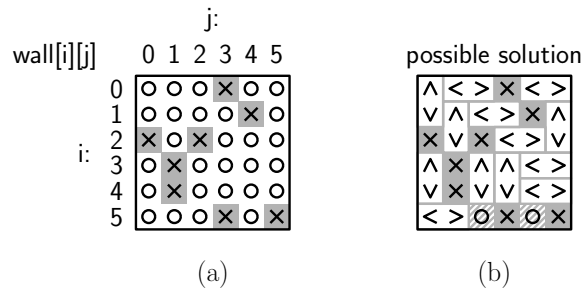 j:
wall[i][j] 0 1 2 3 4 5
possible solution
0 O O O × O O
∧ < > × < >
1 O O O O × O
∨ ∧ < > × ∧
2 × O × O O O
× ∨ × < > ∨
i:
3 O × O O O O
∧ × ∧ ∧ < >
4 O × O O O O
∨ × ∨ ∨ < >
5 O O O × O ×
< > O × O ×
(a)
(b)